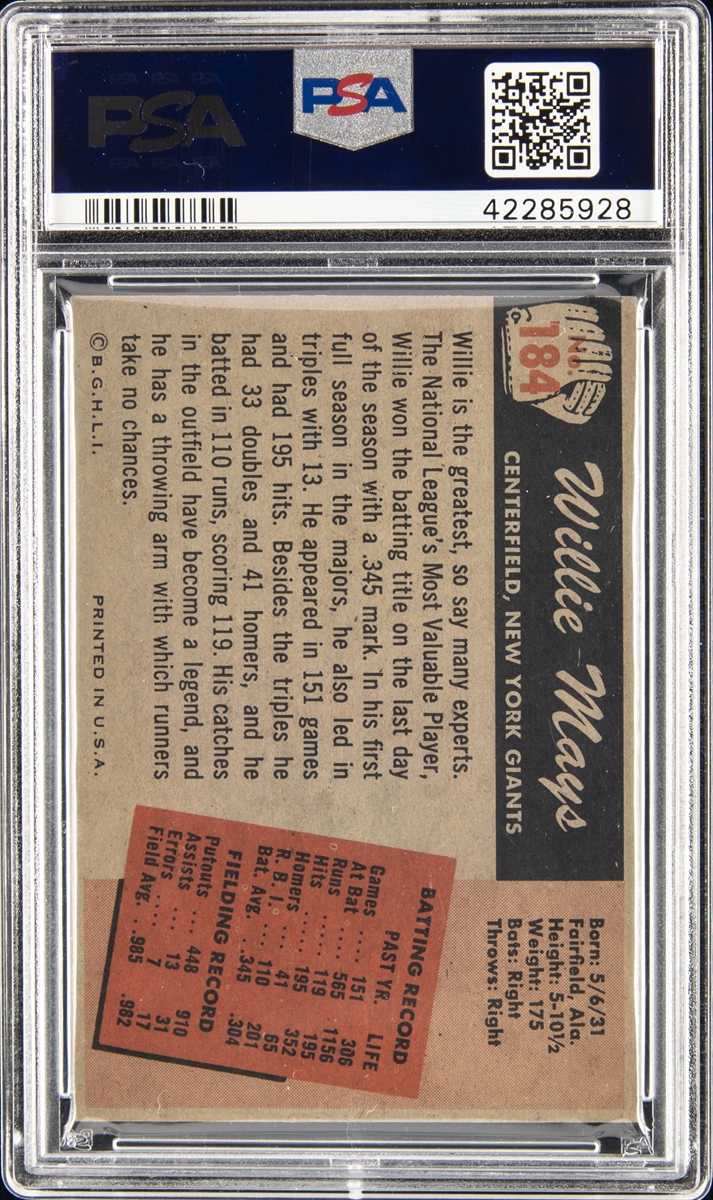 PSA
PSA
42285928
No.
184
Willie Mays
CENTERFIELD, NEW YORK GIANTS
Willie is the greatest, so say many experts.
The National League's Most Valuable Player,
Willie won the batting title on the last day
of the season with a .345 mark. In his first
full season in the majors, he also led in
triples with 13. He appeared in 151 games
and had 195 hits. Besides the triples he
had 33 doubles and 41 homers, and he
batted in 110 runs, scoring 119. His catches
in the outfield have become a legend, and
he has a throwing arm with which runners
take no chances.
©B.G.H.L.I.
PRINTED IN U.S.A.
Born: 5/6/31
Fairfield, Ala.
Height: 5-10½
Weight: 175
Bats: Right
Throws: Right
BATTING RECORD
PAST YR. LIFE
Games .... 151 306
At Bat .... 565 1156
Runs .... 119 195
Hits .... 195 352
Homers .... 41 65
R. B. I. .... 110 201
Bat. Avg. .. .345 .304
FIELDING RECORD
Putouts .... 448 910
Assists .... 13 31
Errors .... 7 17
Field Avg. .. .985 .982